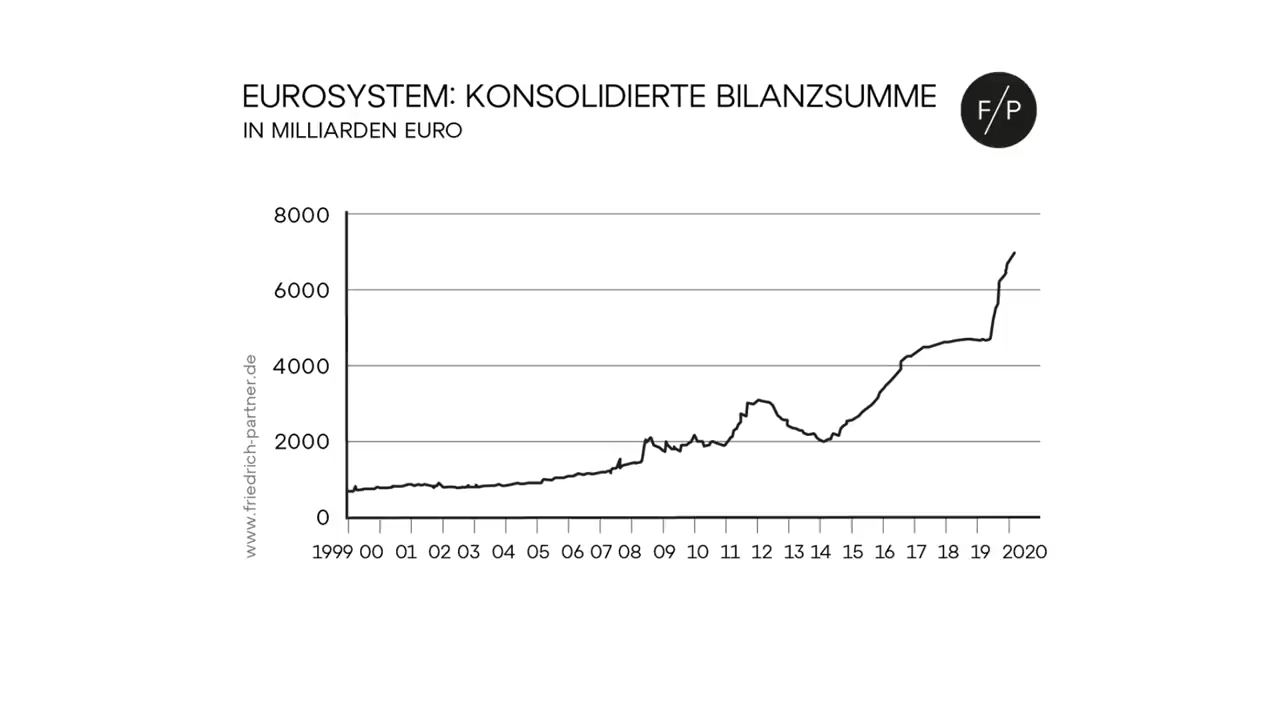 EUROSYSTEM: KONSOLIDIERTE BILANZSUMME
IN MILLIARDEN EURO
F/P
8000
6000
4000
2000
0
1999 00 01 02 03 04 05 06 07 08 09 10 11 12 13 14 15 16 17 18 19 2020
www.friedrich-partner.de